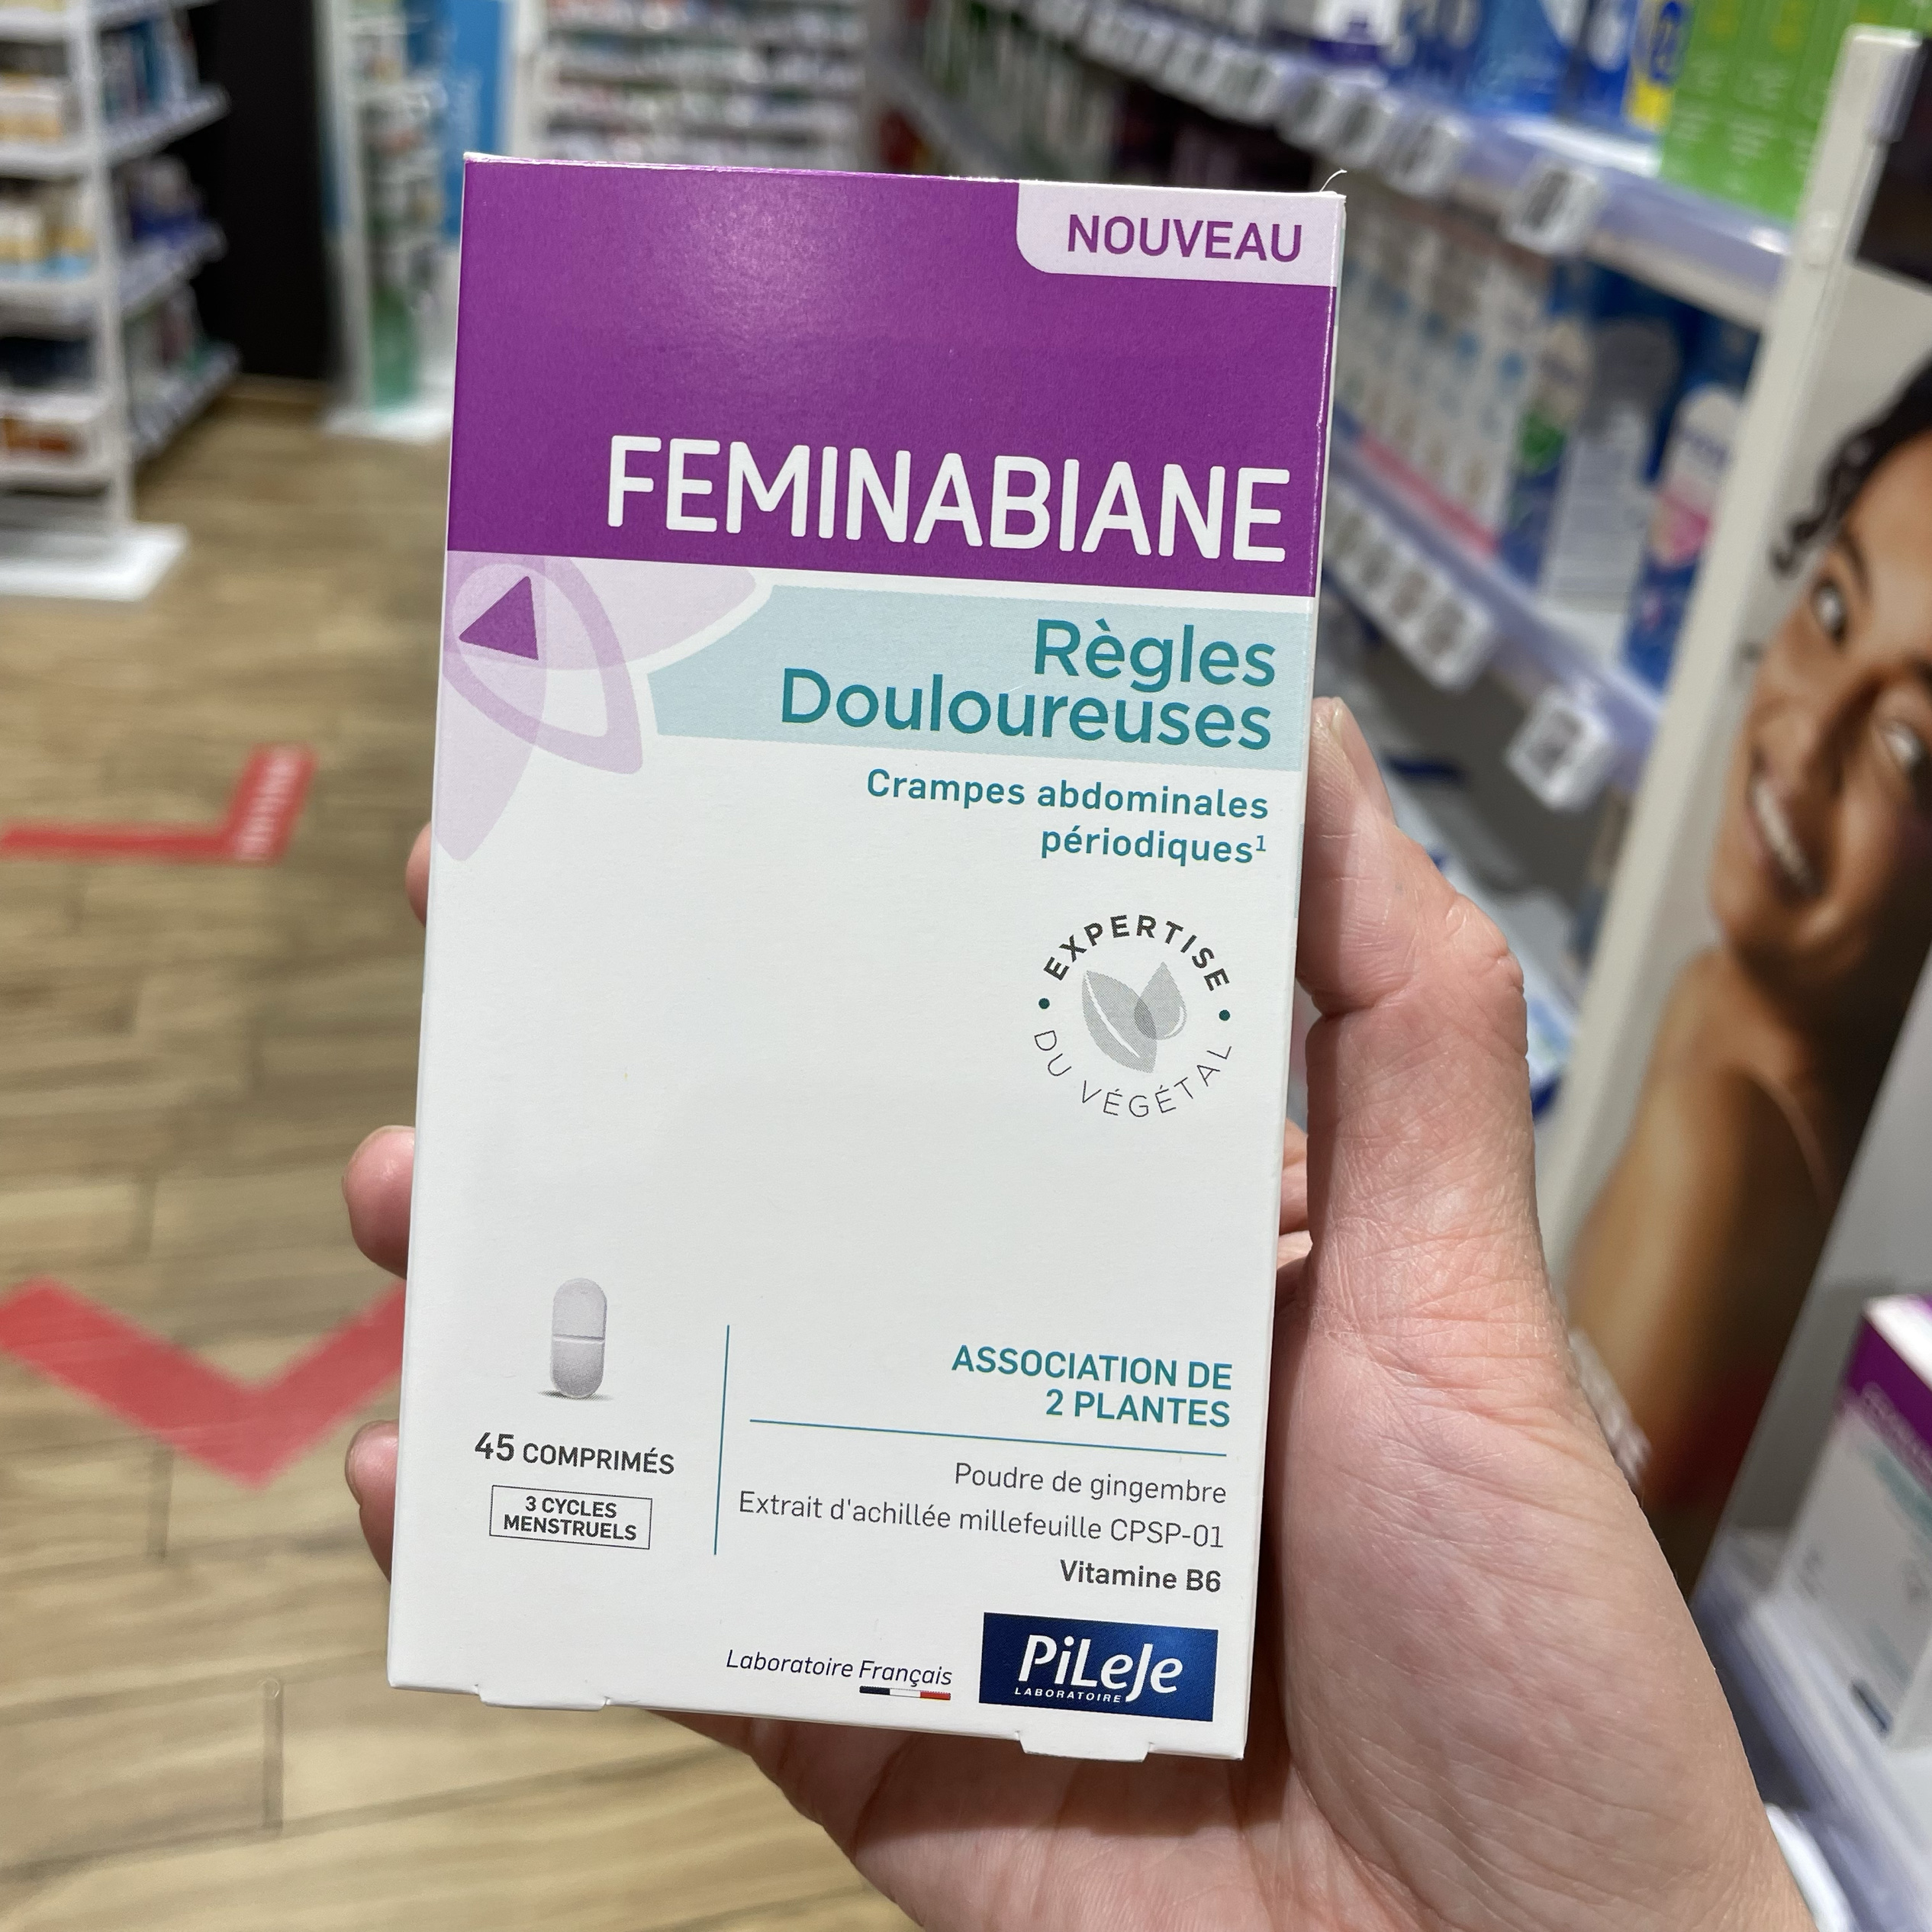 NOUVEAU
FEMINABIANE
Règles
Douloureuses
Crampes abdominales
périodiques¹
EXPERTISE
DU VÉGÉTAL
45 COMPRIMÉS
3 CYCLES
MENSTRUELS
ASSOCIATION DE
2 PLANTES
Poudre de gingembre
Extrait d'achillée millefeuille CPSP-01
Vitamine B6
Laboratoire Français
PiLeJe
LABORATOIRE